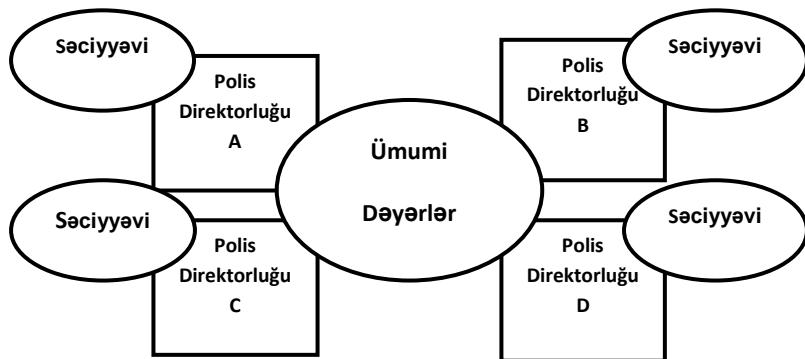 Səciyyəvi
Polis
Direktorluğu
A
Polis
Direktorluğu
B
Səciyyəvi
Ümumi
Dəyərlər
Səciyyəvi
Polis
Direktorluğu
C
Polis
Direktorluğu
D
Səciyyəvi